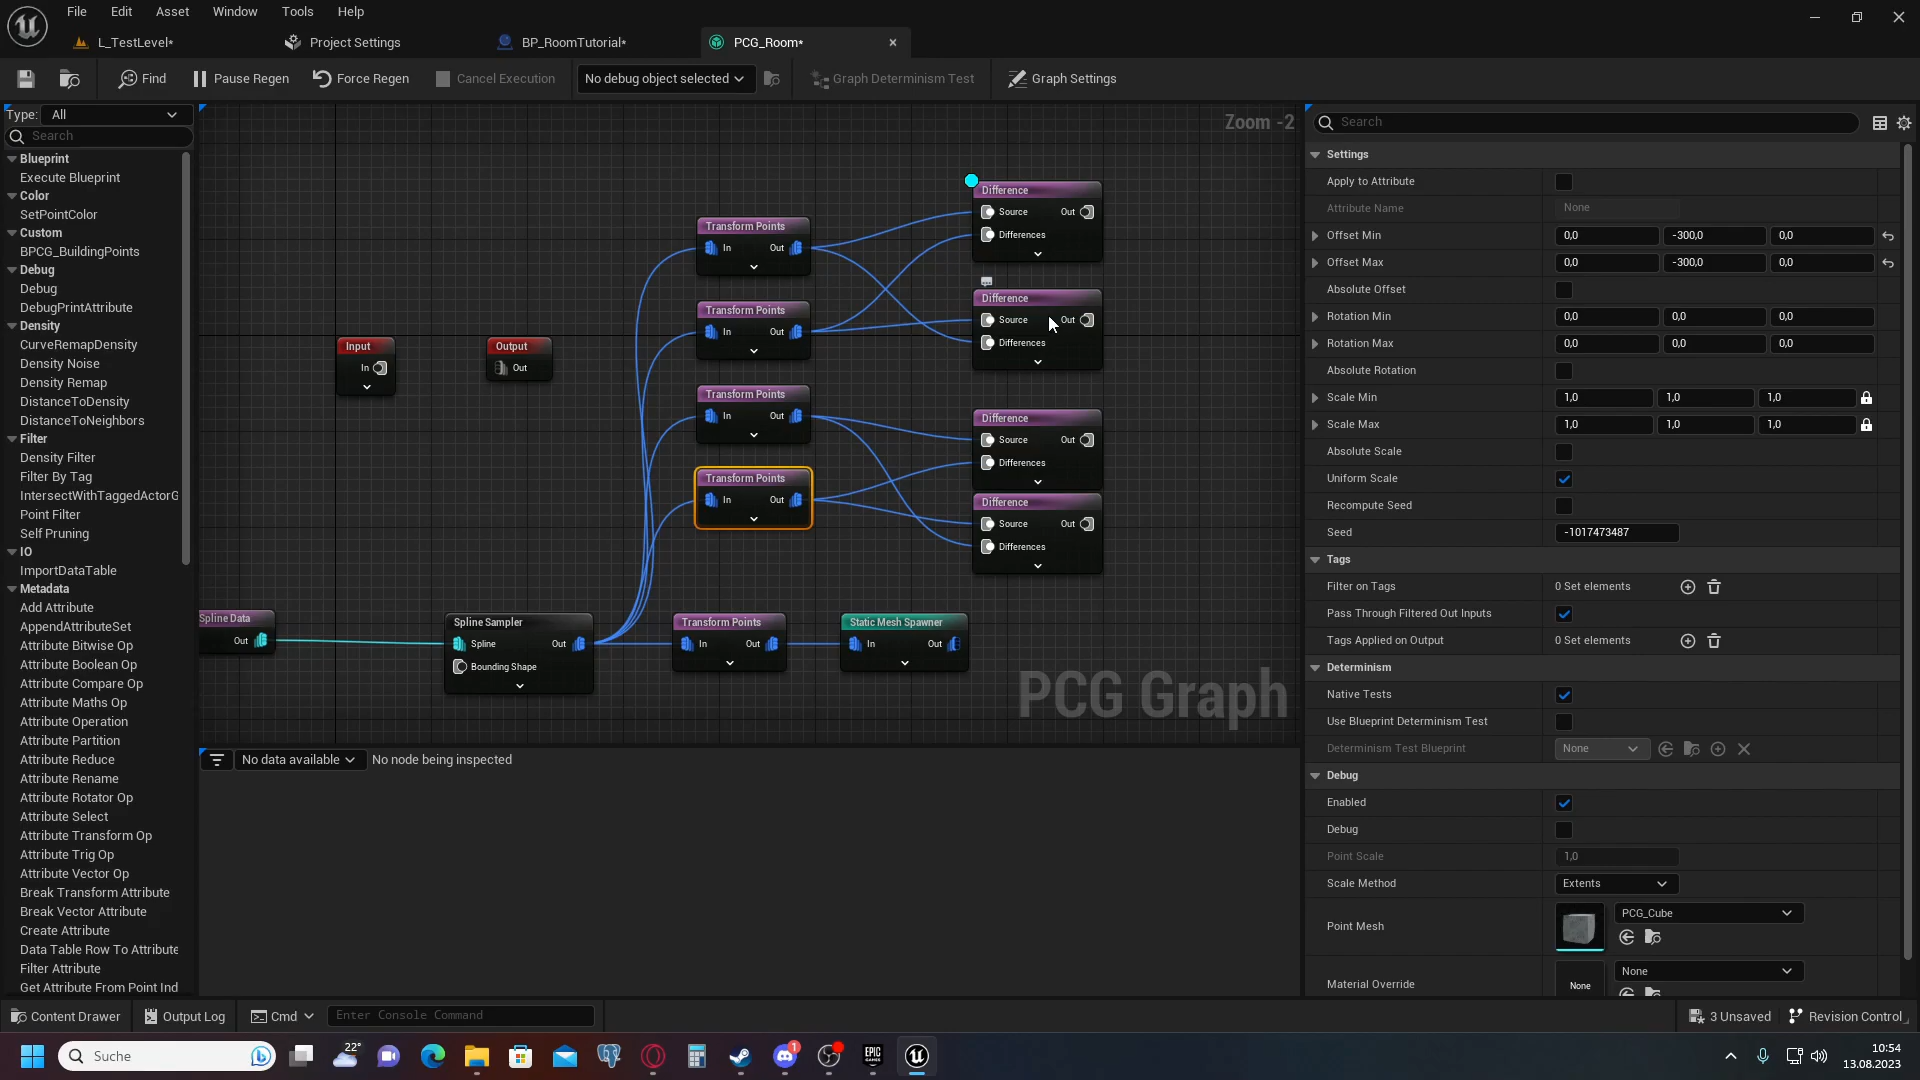 File Edit Asset Window Tools Help
L_TestLevel* Project Settings BP_RoomTutorial* PCG_Room*
Find Pause Regen Force Regen Cancel Execution No debug object selected Graph Determinism Test Graph Settings
Type: All
Search
Blueprint
Execute Blueprint
Color
SetPointColor
Custom
BPCG_BuildingPoints
Debug
Debug
DebugPrintAttribute
Density
CurveRemapDensity
Density Noise
Density Remap
DistanceToDensity
DistanceToNeighbors
Filter
Density Filter
Filter By Tag
IntersectWithTaggedActorG
Point Filter
Self Pruning
IO
ImportDataTable
Metadata
Add Attribute
AppendAttributeSet
Attribute Bitwise Op
Attribute Boolean Op
Attribute Compare Op
Attribute Maths Op
Attribute Operation
Attribute Partition
Attribute Reduce
Attribute Rename
Attribute Rotator Op
Attribute Select
Attribute Transform Op
Attribute Trig Op
Attribute Vector Op
Break Transform Attribute
Break Vector Attribute
Create Attribute
Data Table Row To Attribute
Filter Attribute
Get Attribute From Point Ind
Zoom -2
Input
In
Output
Out
Transform Points
In Out
Transform Points
In Out
Transform Points
In Out
Transform Points
In Out
Difference
Source Out
Differences
Difference
Source Out
Differences
Difference
Source Out
Differences
Difference
Source Out
Differences
Spline Data
Out
Spline Sampler
Spline Out
Bounding Shape
Transform Points
In Out
Static Mesh Spawner
In Out
PCG Graph
No data available No node being inspected
Search
Settings
Apply to Attribute
Attribute Name None
Offset Min 0,0 -300,0 0,0
Offset Max 0,0 -300,0 0,0
Absolute Offset
Rotation Min 0,0 0,0 0,0
Rotation Max 0,0 0,0 0,0
Absolute Rotation
Scale Min 1,0 1,0 1,0
Scale Max 1,0 1,0 1,0
Absolute Scale
Uniform Scale
Recompute Seed
Seed -1017473487
Tags
Filter on Tags 0 Set elements
Pass Through Filtered Out Inputs
Tags Applied on Output 0 Set elements
Determinism
Native Tests
Use Blueprint Determinism Test
Determinism Test Blueprint None
Debug
Enabled
Debug
Point Scale 1,0
Scale Method Extents
Point Mesh PCG_Cube
Material Override None None
Content Drawer Output Log Cmd Enter Console Command 3 Unsaved Revision Control
Suche 22° 1 EPIC GAMES 10:54
13.08.2023